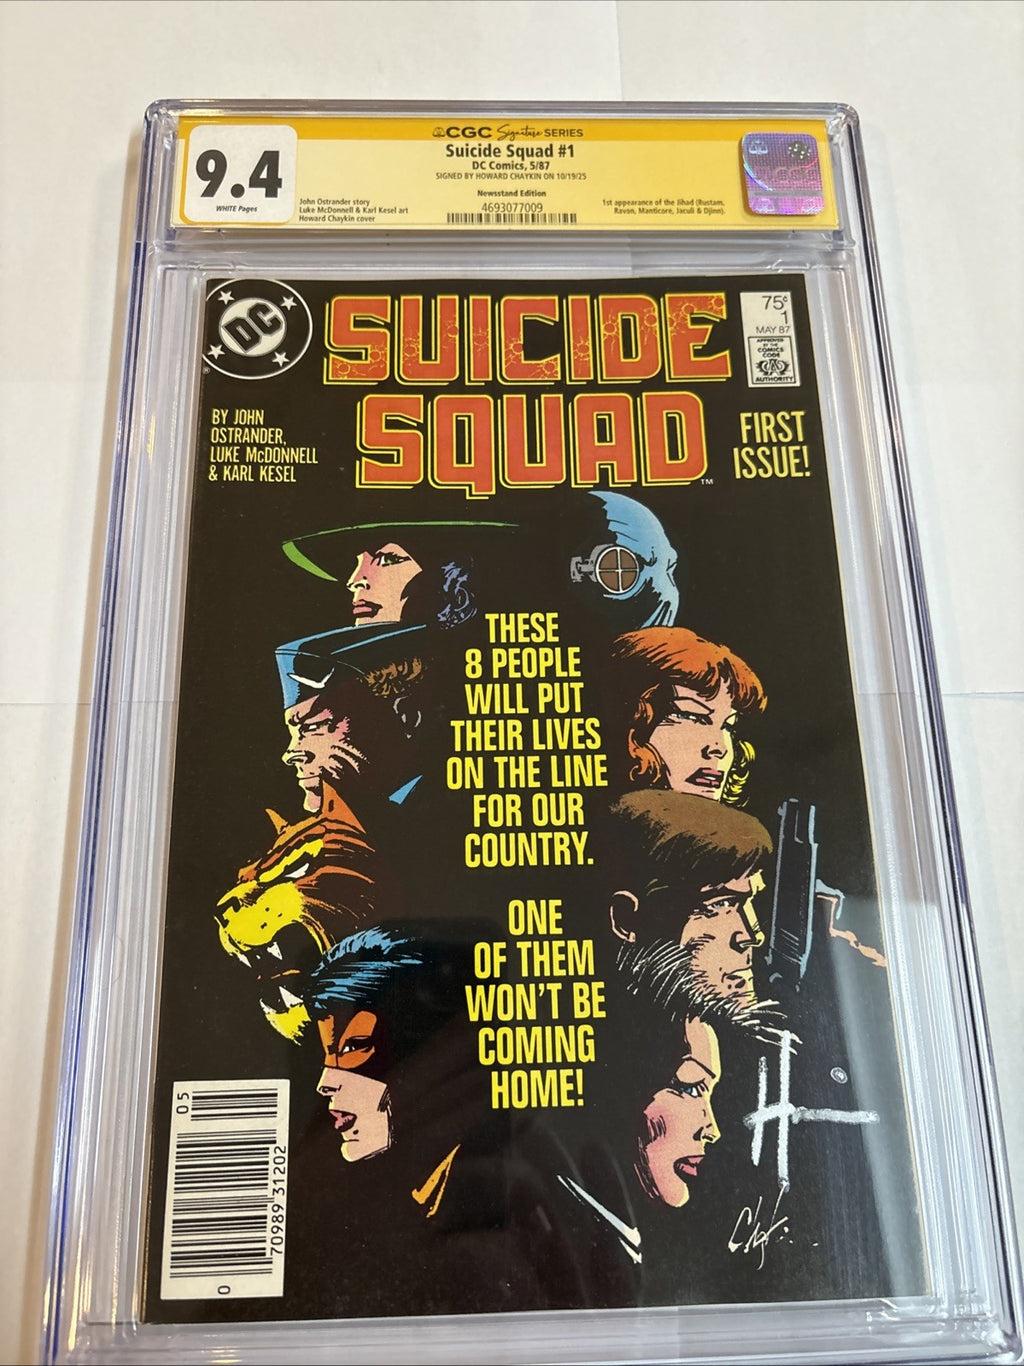 CGC Signature SERIES
Suicide Squad #1
DC Comics, 5/87
SIGNED BY HOWARD CHAYKIN ON 10/19/25
Newsstand Edition
4693077009
9.4
WHITE Pages
John Ostrander story
Luke McDonnell & Karl Kesel art
Howard Chaykin cover
1st appearance of the Jihad (Rustam,
Ravan, Manticore, Jaculi & Djinn).
DC
®
SUICIDE
SQUAD
TM
75¢
1
MAY 87
APPROVED
BY THE
COMICS
CODE
AUTHORITY
BY JOHN
OSTRANDER,
LUKE McDONNELL
& KARL KESEL
FIRST
ISSUE!
THESE
8 PEOPLE
WILL PUT
THEIR LIVES
ON THE LINE
FOR OUR
COUNTRY.
ONE
OF THEM
WON'T BE
COMING
HOME!
05
70989 31202
0
H